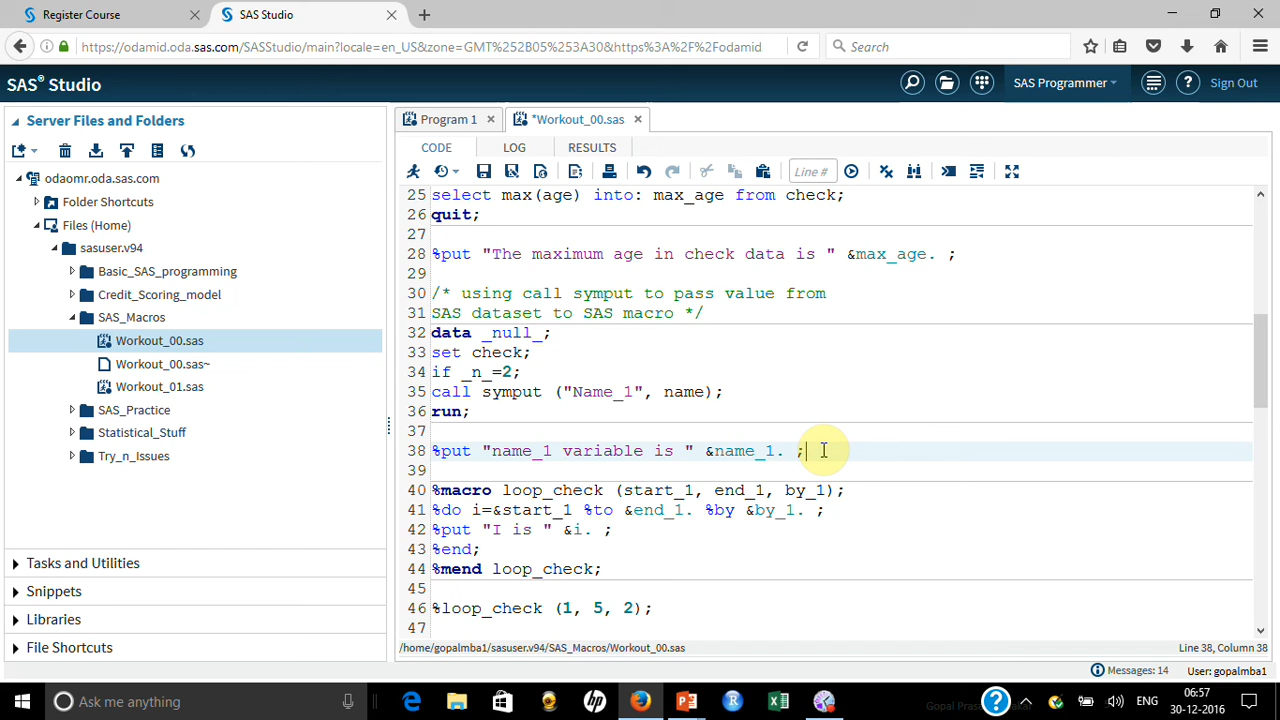 Register Course
SAS Studio
https://odamid.oda.sas.com/SASStudio/main?locale=en_US&zone=GMT%252B05%253A30&https%3A%2F%2Fodamid
Search
SAS® Studio
SAS Programmer
Sign Out
Server Files and Folders
odaomr.oda.sas.com
Folder Shortcuts
Files (Home)
sasuser.v94
Basic_SAS_programming
Credit_Scoring_model
SAS_Macros
Workout_00.sas
Workout_00.sas~
Workout_01.sas
SAS_Practice
Statistical_Stuff
Try_n_Issues
Tasks and Utilities
Snippets
Libraries
File Shortcuts
Program 1
*Workout_00.sas
CODE
LOG
RESULTS
Line #
25 select max(age) into: max_age from check;
26 quit;
27
28 %put "The maximum age in check data is " &max_age. ;
29
30 /* using call symput to pass value from
31 SAS dataset to SAS macro */
32 data _null_;
33 set check;
34 if _n_=2;
35 call symput ("Name_1", name);
36 run;
37
38 %put "name_1 variable is " &name_1. ;
39
40 %macro loop_check (start_1, end_1, by_1);
41 %do i=&start_1 %to &end_1. %by &by_1. ;
42 %put "I is " &i. ;
43 %end;
44 %mend loop_check;
45
46 %loop_check (1, 5, 2);
47
/home/gopalmba1/sasuser.v94/SAS_Macros/Workout_00.sas
Line 38, Column 38
Messages: 14
User: gopalmba1
Ask me anything
ENG
06:57
30-12-2016